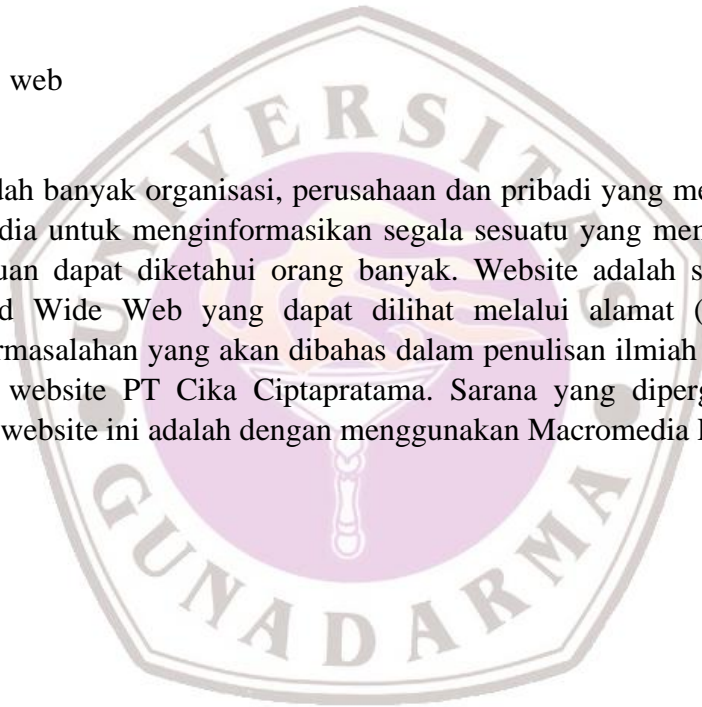 web
dah banyak organisasi, perusahaan dan pribadi yang me
dia untuk menginformasikan segala sesuatu yang men
uan dapat diketahui orang banyak. Website adalah s
d Wide Web yang dapat dilihat melalui alamat (
rmasalahan yang akan dibahas dalam penulisan ilmiah
website PT Cika Ciptapratama. Sarana yang diperg
website ini adalah dengan menggunakan Macromedia
UNIVERSITAS
GUNADARMA